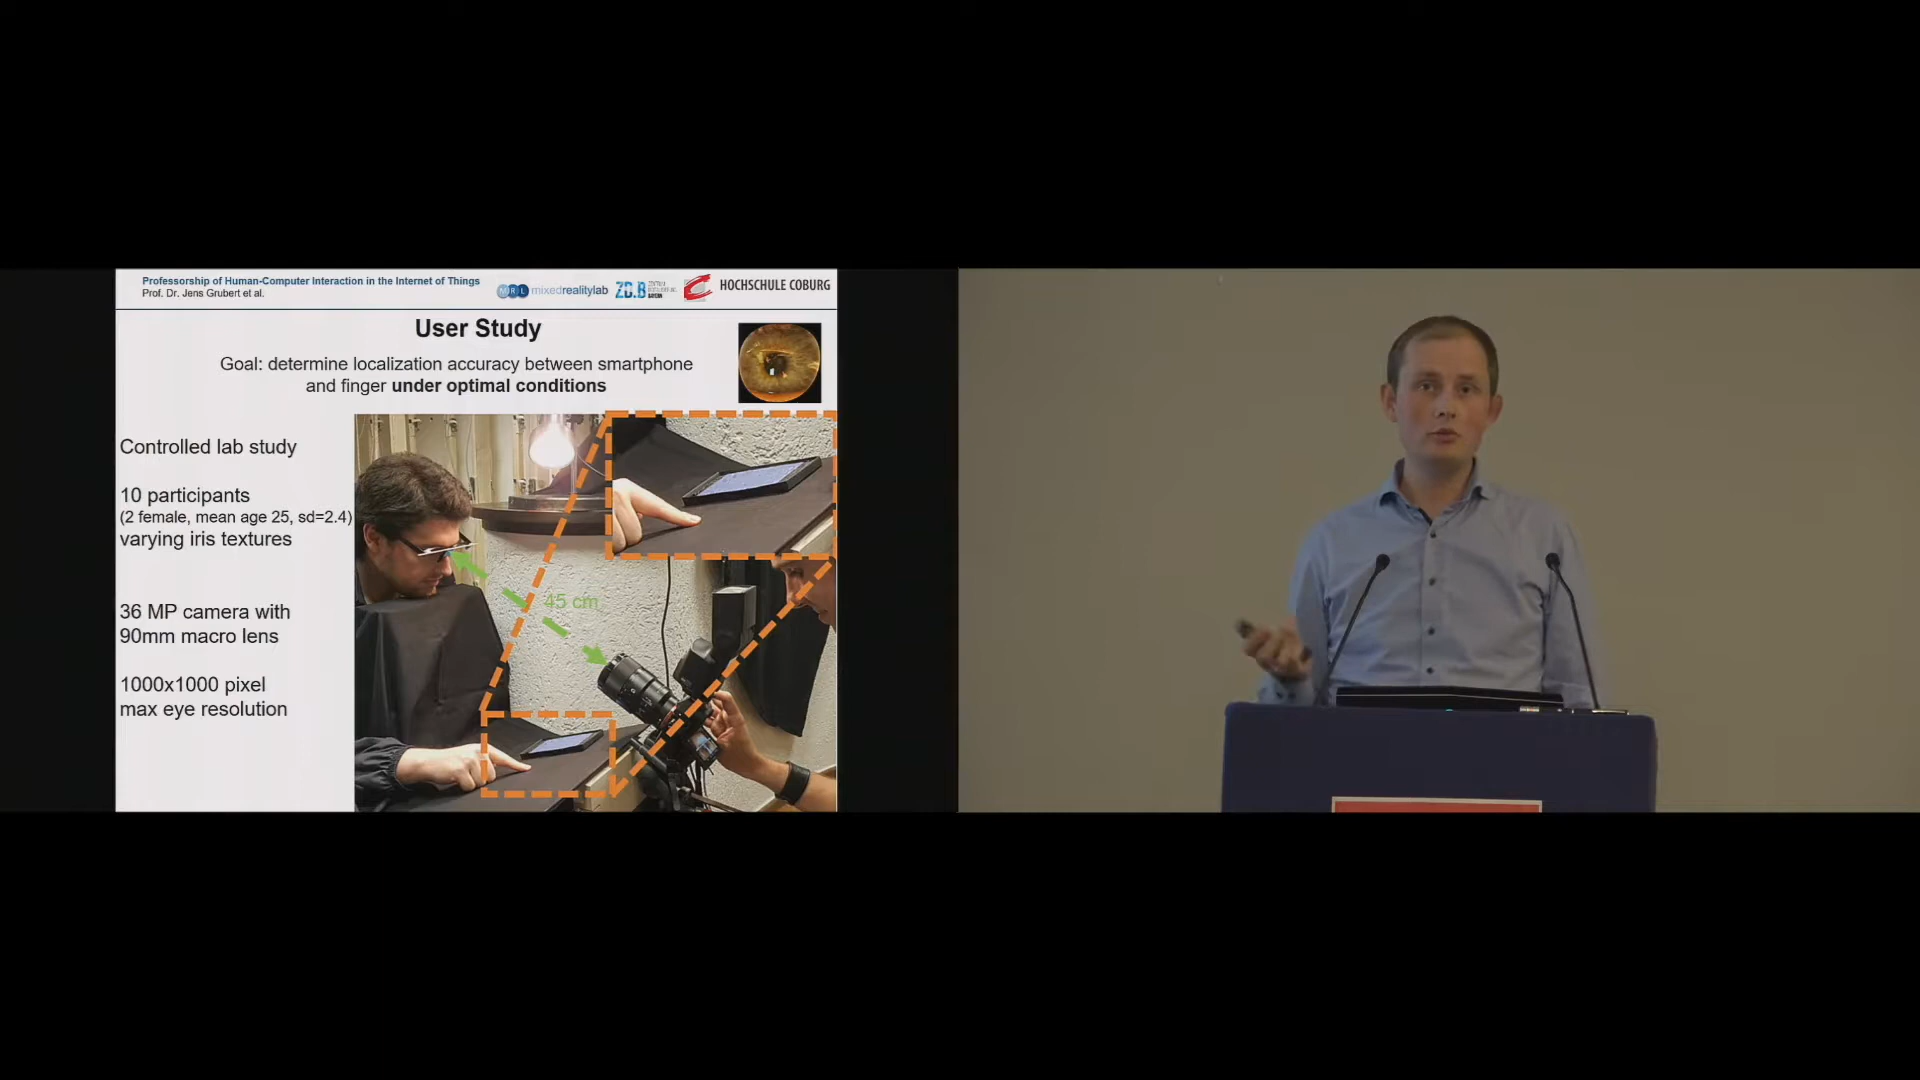 Professorship of Human-Computer Interaction in the Internet of Things
Prof. Dr. Jens Grubert et al.
MRL mixedrealitylab
ZD.B
HOCHSCHULE COBURG
User Study
Goal: determine localization accuracy between smartphone
and finger under optimal conditions
Controlled lab study
10 participants
(2 female, mean age 25, sd=2.4)
varying iris textures
36 MP camera with
90mm macro lens
1000x1000 pixel
max eye resolution
45 cm